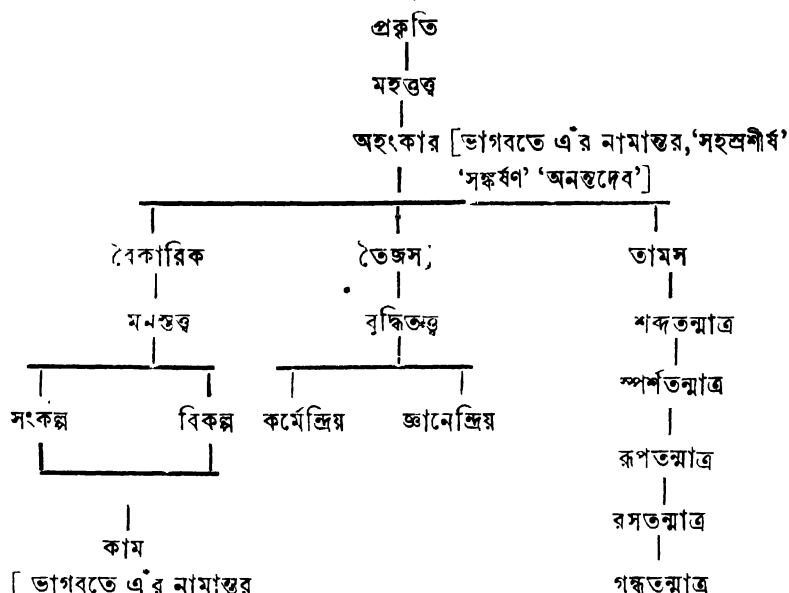 প্রকৃতি
মহত্তত্ত্ব
অহংকার [ভাগবতে এঁর নামান্তর, ‘সহস্রশীর্ষ’
‘সঙ্কর্ষণ’ ‘অনন্তদেব’]
বৈকারিক তৈজস; তামস
মনস্তত্ত্ব বুদ্ধিতত্ত্ব শব্দতন্মাত্র
স্পর্শতন্মাত্র
সংকল্প বিকল্প কর্মেন্দ্রিয় জ্ঞানেন্দ্রিয়
রূপতন্মাত্র
রসতন্মাত্র
কাম
[ ভাগবতে এঁর নামান্তর গন্ধতন্মাত্র